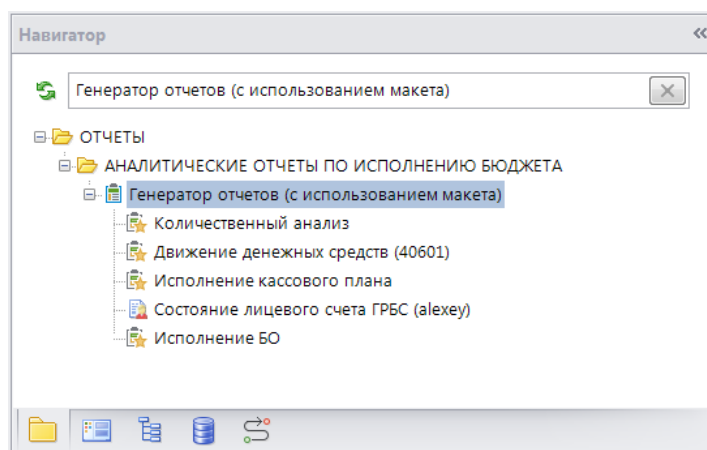 Навигатор
Генератор отчетов (с использованием макета)
ОТЧЕТЫ
АНАЛИТИЧЕСКИЕ ОТЧЕТЫ ПО ИСПОЛНЕНИЮ БЮДЖЕТА
Генератор отчетов (с использованием макета)
Количественный анализ
Движение денежных средств (40601)
Исполнение кассового плана
Состояние лицевого счета ГРБС (alexey)
Исполнение БО